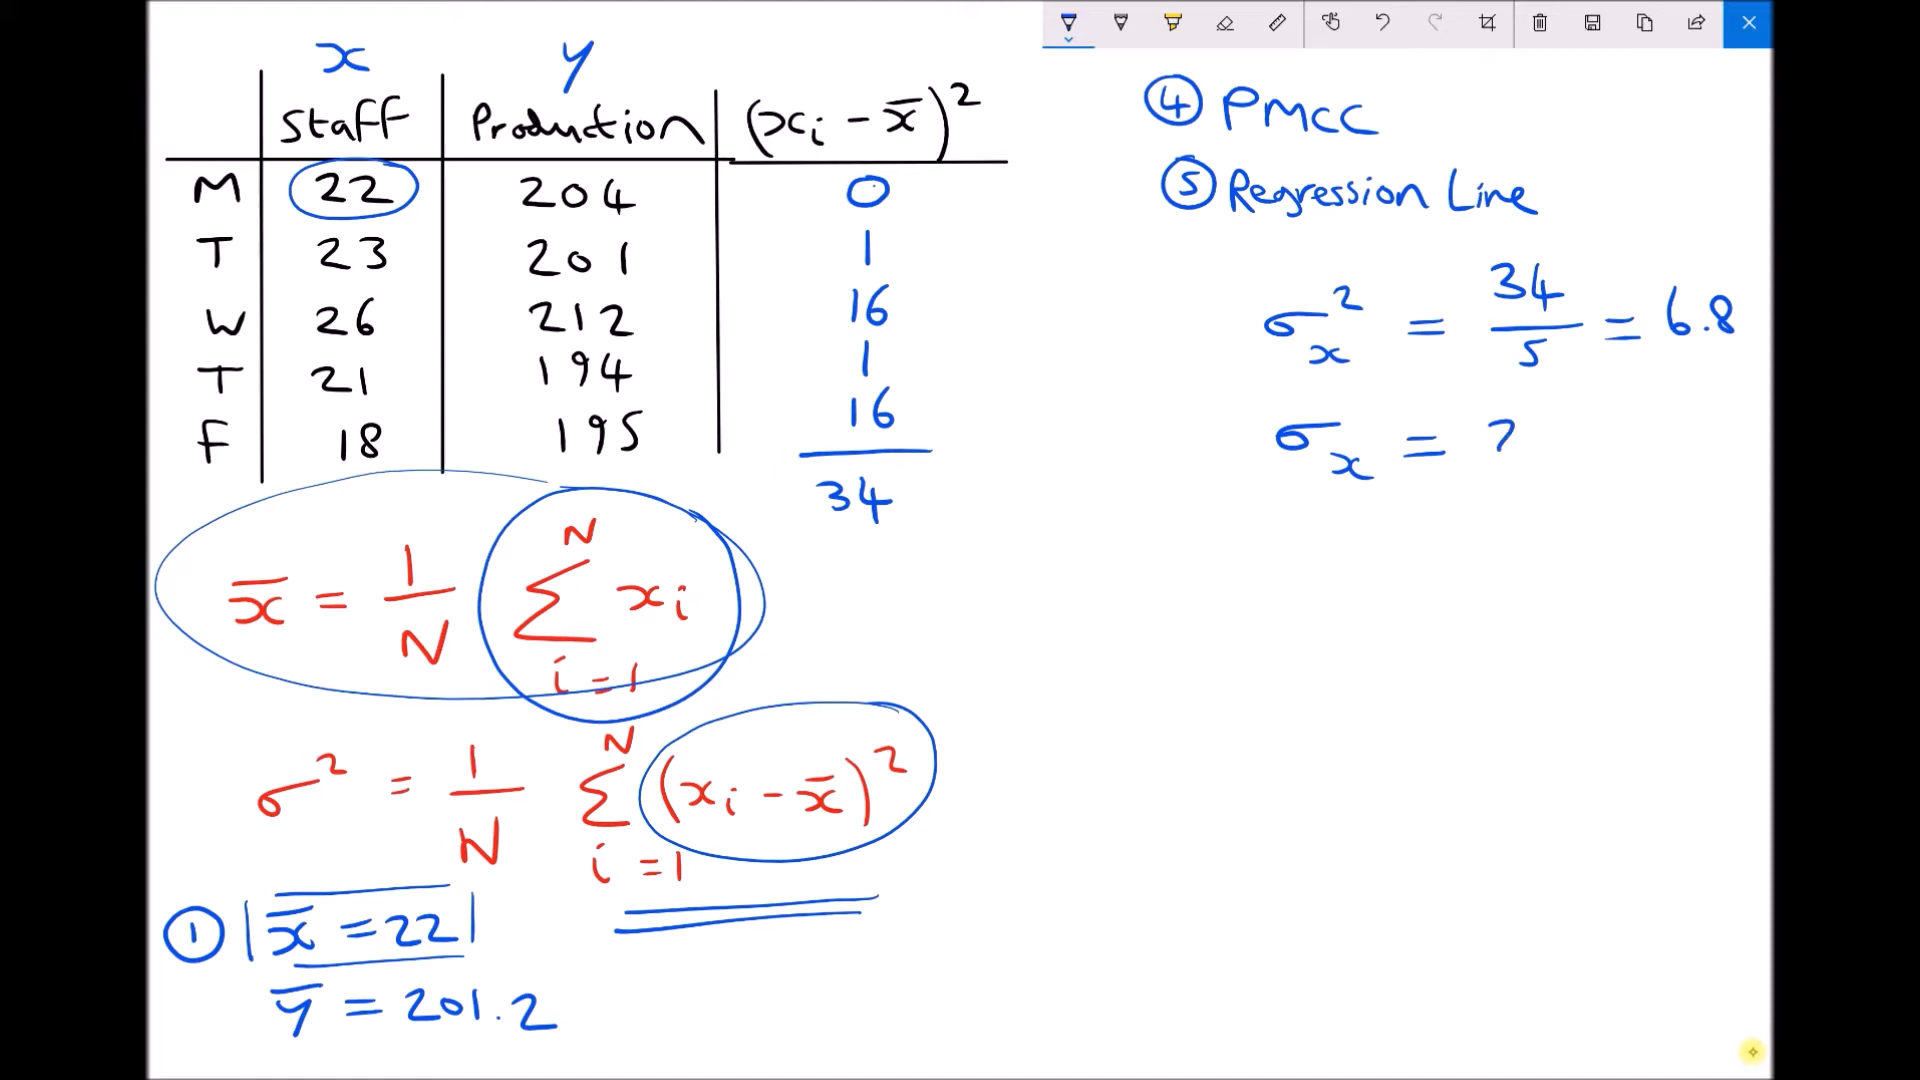 x y
Staff Production (xi - x̄)²
M 22 204 0
T 23 201 1
W 26 212 16
T 21 194 1
F 18 195 16
34
x̄ = 1/N N∑i=1 xi
σ² = 1/N N∑i=1 (xi - x̄)²
① x̄ = 22
ȳ = 201.2
④ PMCC
⑤ Regression Line
σx² = 34/5 = 6.8
σx = 2